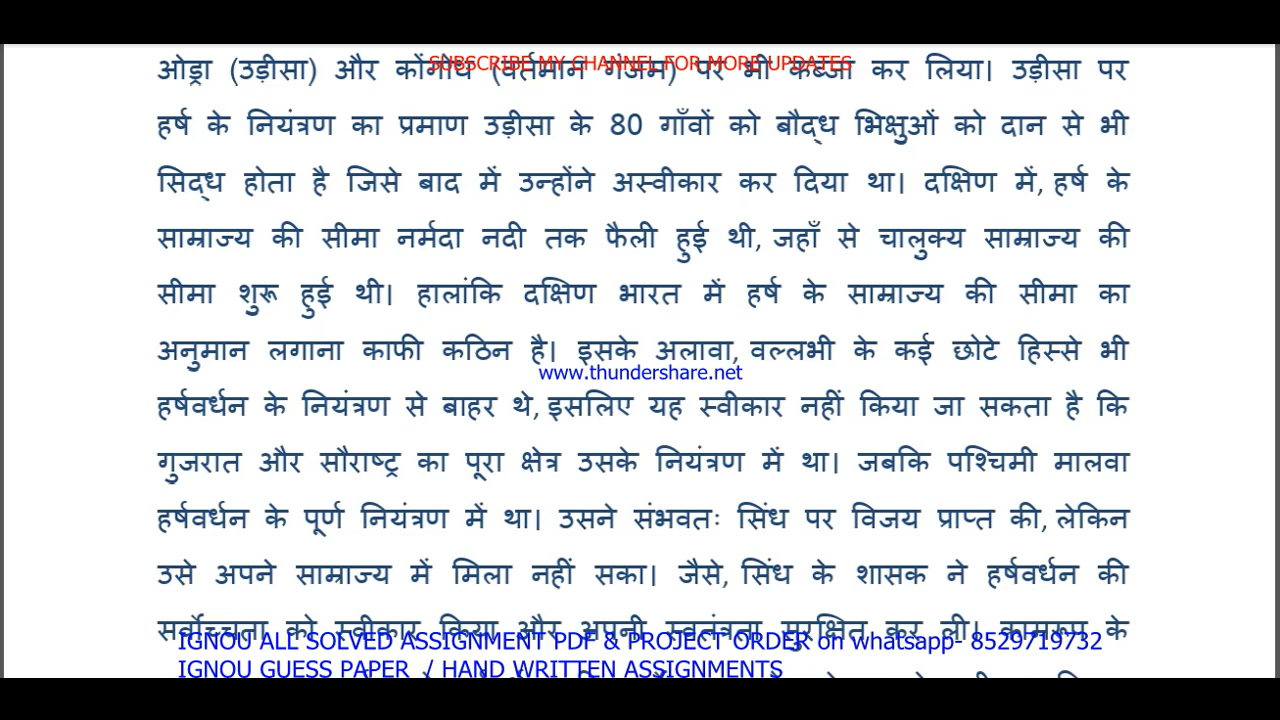 ओड्रा (उड़ीसा) और कोंगोध (वर्तमान गंजम) पर भी कब्जा कर लिया। उड़ीसा पर
SUBSCRIBE MY CHANNEL FOR MORE UPDATES
हर्ष के नियंत्रण का प्रमाण उड़ीसा के 80 गाँवों को बौद्ध भिक्षुओं को दान से भी
सिद्ध होता है जिसे बाद में उन्होंने अस्वीकार कर दिया था। दक्षिण में, हर्ष के
साम्राज्य की सीमा नर्मदा नदी तक फैली हुई थी, जहाँ से चालुक्य साम्राज्य की
सीमा शुरू हुई थी। हालांकि दक्षिण भारत में हर्ष के साम्राज्य की सीमा का
अनुमान लगाना काफी कठिन है। इसके अलावा, वल्लभी के कई छोटे हिस्से भी
www.thundershare.net
हर्षवर्धन के नियंत्रण से बाहर थे, इसलिए यह स्वीकार नहीं किया जा सकता है कि
गुजरात और सौराष्ट्र का पूरा क्षेत्र उसके नियंत्रण में था। जबकि पश्चिमी मालवा
हर्षवर्धन के पूर्ण नियंत्रण में था। उसने संभवतः सिंध पर विजय प्राप्त की, लेकिन
उसे अपने साम्राज्य में मिला नहीं सका। जैसे, सिंध के शासक ने हर्षवर्धन की
सर्वोच्चता को स्वीकार किया और अपनी स्वतंत्रता सुरक्षित कर ली। कामरूप के
IGNOU ALL SOLVED ASSIGNMENT PDF & PROJECT ORDER on whatsapp- 8529719732
IGNOU GUESS PAPER / HAND WRITTEN ASSIGNMENTS